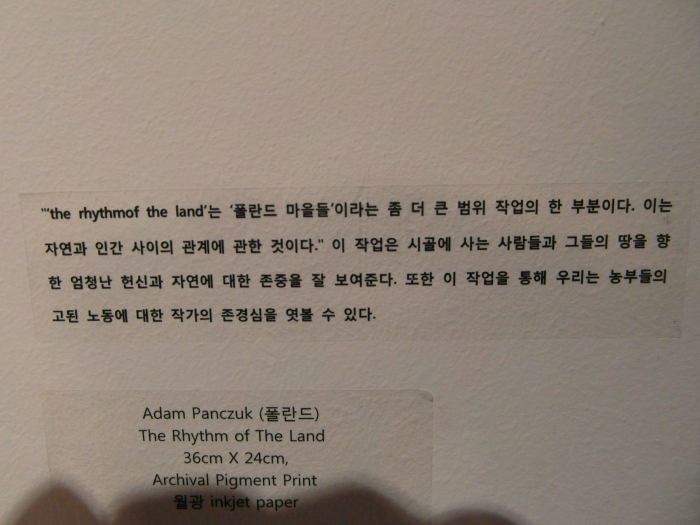 "'the rhythmof the land'는 '폴란드 마을들'이라는 좀 더 큰 범위 작업의 한 부분이다. 이는
자연과 인간 사이의 관계에 관한 것이다." 이 작업은 시골에 사는 사람들과 그들의 땅을 향
한 엄청난 헌신과 자연에 대한 존중을 잘 보여준다. 또한 이 작업을 통해 우리는 농부들의
고된 노동에 대한 작가의 존경심을 엿볼 수 있다.
Adam Panczuk (폴란드)
The Rhythm of The Land
36cm X 24cm,
Archival Pigment Print
월광 inkjet paper